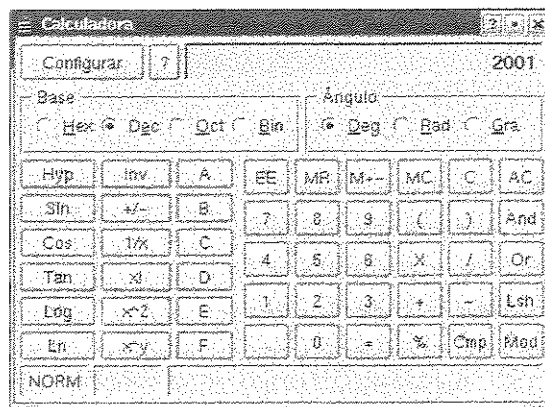 Calculadora ? • x
Configurar ? 2001
Base Ángulo
Hex Dec Oct Bin Deg Rad Gra
Hyp Inv A EE MR M+- MC C AC
Sin +/- B 7 8 9 ( ) And
Cos 1/x C 4 5 6 X / Or
Tan x! D 1 2 3 + - Lsh
Log x^2 E . 0 = % Cmp Mod
Ln x^y F
NORM